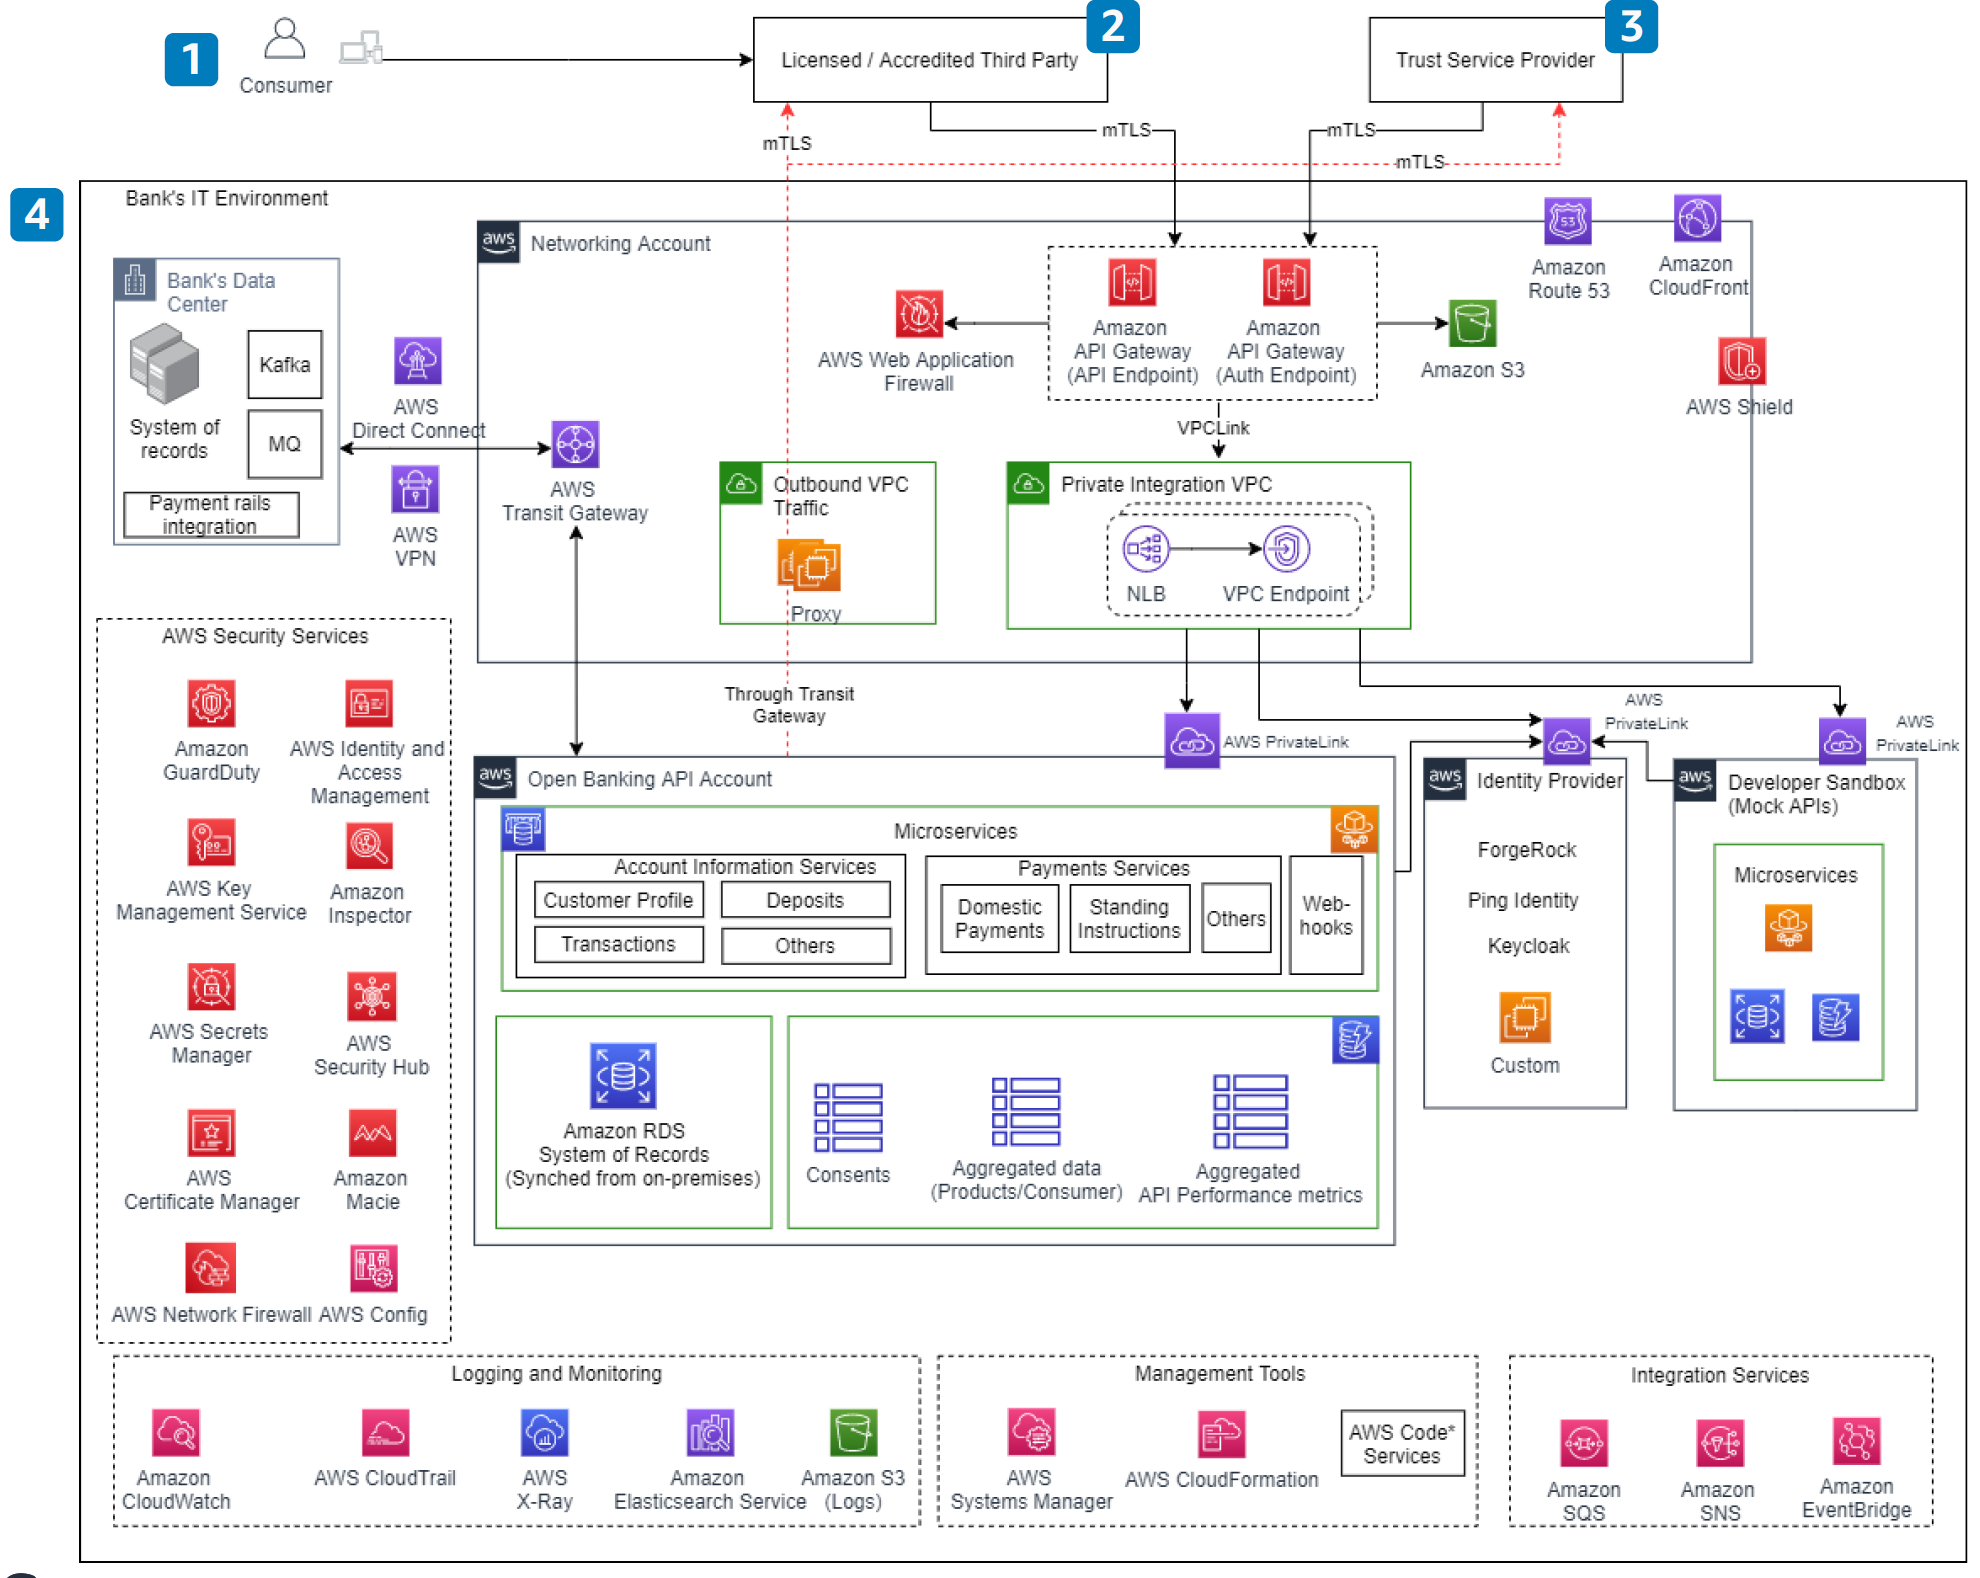 1
Consumer
Licensed / Accredited Third Party
2
Trust Service Provider
3
mTLS
mTLS
mTLS
mTLS
4
Bank's IT Environment
aws
Networking Account
Bank's Data
Center
System of
records
Kafka
MQ
Payment rails
integration
AWS
Direct Connect
AWS
VPN
AWS
Transit Gateway
AWS Web Application
Firewall
Amazon
API Gateway
(API Endpoint)
Amazon
API Gateway
(Auth Endpoint)
Amazon S3
53
Amazon
Route 53
Amazon
CloudFront
AWS Shield
VPCLink
Outbound VPC
Traffic
Proxy
Private Integration VPC
NLB
VPC Endpoint
Through Transit
Gateway
AWS PrivateLink
AWS
PrivateLink
AWS
PrivateLink
AWS Security Services
Amazon
GuardDuty
AWS Identity and
Access
Management
AWS Key
Management Service
Amazon
Inspector
AWS Secrets
Manager
AWS
Security Hub
AWS
Certificate Manager
Amazon
Macie
AWS Network Firewall
AWS Config
aws
Open Banking API Account
Microservices
Account Information Services
Customer Profile
Deposits
Transactions
Others
Payments Services
Domestic
Payments
Standing
Instructions
Others
Web-
hooks
Amazon RDS
System of Records
(Synched from on-premises)
Consents
Aggregated data
(Products/Consumer)
Aggregated
API Performance metrics
aws
Identity Provider
ForgeRock
Ping Identity
Keycloak
Custom
aws
Developer Sandbox
(Mock APIs)
Microservices
Logging and Monitoring
Amazon
CloudWatch
AWS CloudTrail
AWS
X-Ray
Amazon
Elasticsearch Service
Amazon S3
(Logs)
Management Tools
AWS
Systems Manager
AWS CloudFormation
AWS Code*
Services
Integration Services
Amazon
SQS
Amazon
SNS
Amazon
EventBridge